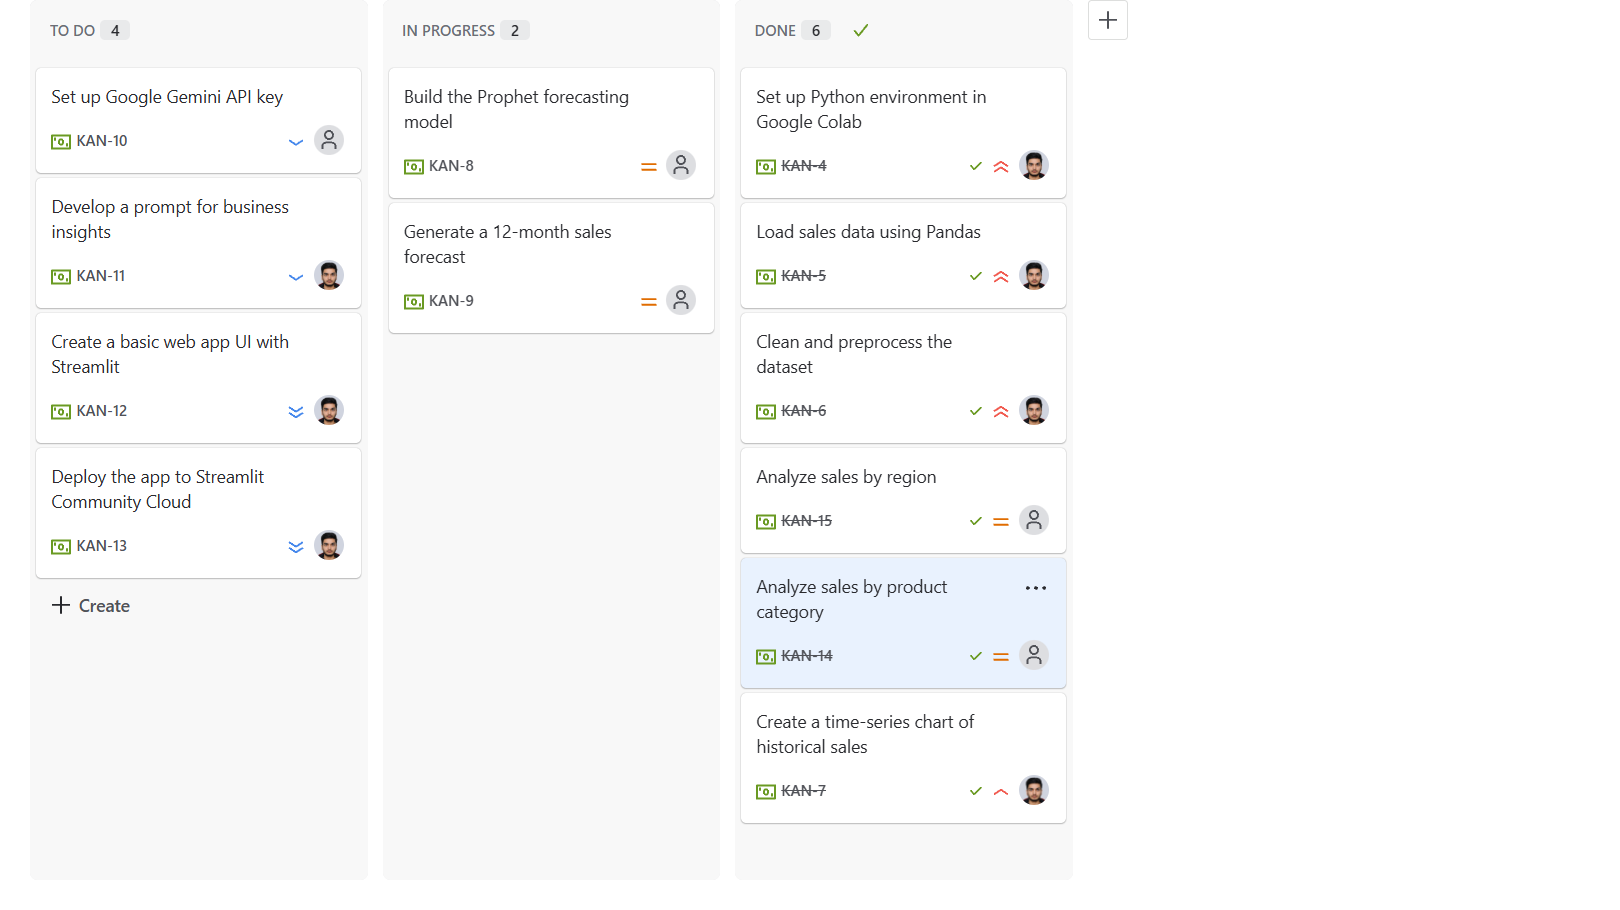 TO DO 4
Set up Google Gemini API key
KAN-10
Develop a prompt for business
insights
KAN-11
Create a basic web app UI with
Streamlit
KAN-12
Deploy the app to Streamlit
Community Cloud
KAN-13
Create
IN PROGRESS 2
Build the Prophet forecasting
model
KAN-8
Generate a 12-month sales
forecast
KAN-9
DONE 6
Set up Python environment in
Google Colab
KAN-4
Load sales data using Pandas
KAN-5
Clean and preprocess the
dataset
KAN-6
Analyze sales by region
KAN-15
Analyze sales by product
category
KAN-14
Create a time-series chart of
historical sales
KAN-7